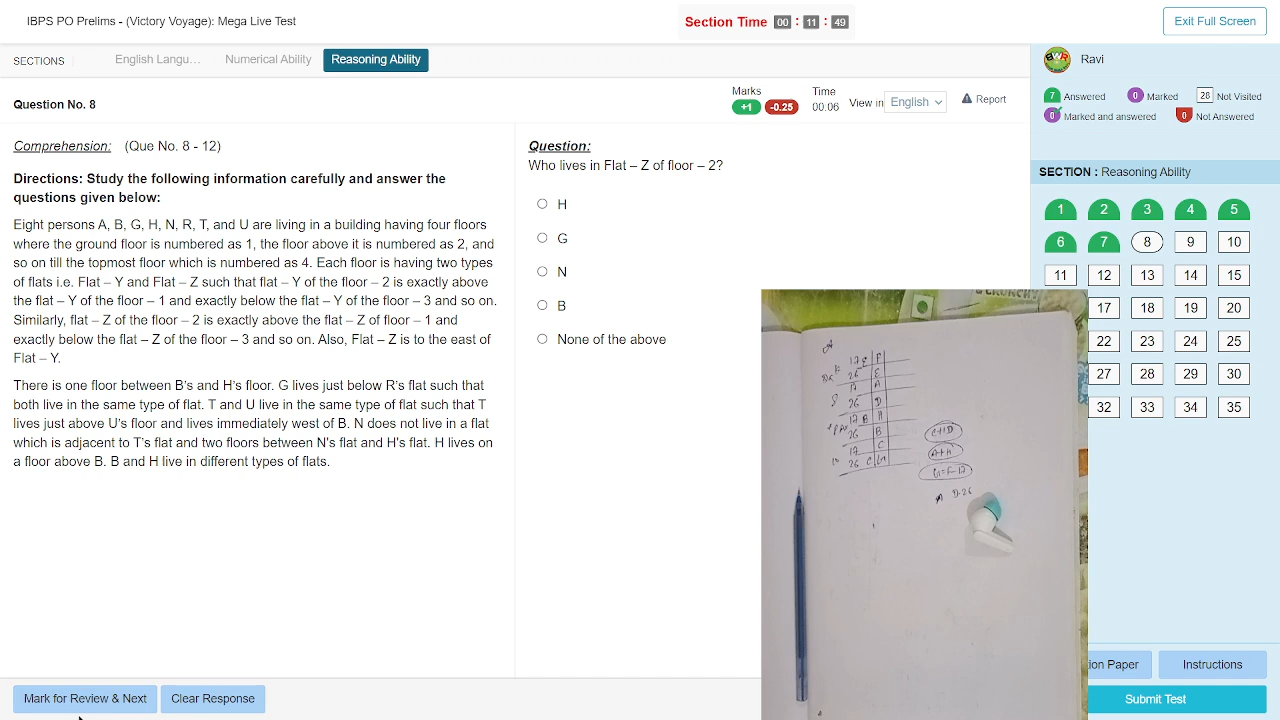 IBPS PO Prelims - (Victory Voyage): Mega Live Test
Section Time 00 : 11 : 49
Exit Full Screen
SECTIONS
English Langu...
Numerical Ability
Reasoning Ability
Ravi
7 Answered
0 Marked
28 Not Visited
0 Marked and answered
0 Not Answered
Question No. 8
Marks
+1 -0.25
Time
00.06
View in English
Report
Comprehension: (Que No. 8 - 12)
Directions: Study the following information carefully and answer the
questions given below:
Eight persons A, B, G, H, N, R, T, and U are living in a building having four floors
where the ground floor is numbered as 1, the floor above it is numbered as 2, and
so on till the topmost floor which is numbered as 4. Each floor is having two types
of flats i.e. Flat – Y and Flat – Z such that flat – Y of the floor – 2 is exactly above
the flat – Y of the floor – 1 and exactly below the flat – Y of the floor – 3 and so on.
Similarly, flat – Z of the floor – 2 is exactly above the flat – Z of floor – 1 and
exactly below the flat – Z of the floor – 3 and so on. Also, Flat – Z is to the east of
Flat – Y.
There is one floor between B's and H's floor. G lives just below R's flat such that
both live in the same type of flat. T and U live in the same type of flat such that T
lives just above U's floor. U lives immediately west of B. N does not live in a flat
which is adjacent to T's flat and two floors between N's flat and H's flat. H lives on
a floor above B. B and H live in different types of flats.
Question:
Who lives in Flat – Z of floor – 2?
H
G
N
B
None of the above
SECTION : Reasoning Ability
1 2 3 4 5
6 7 8 9 10
11 12 13 14 15
17 18 19 20
22 23 24 25
27 28 29 30
32 33 34 35
A
17 E F
26 E
17 A
26 D
17 B H
26 B
17 C
26 C G
C+1D
A+H
G=F-17
D-26
ion Paper
Instructions
Mark for Review & Next
Clear Response
Submit Test